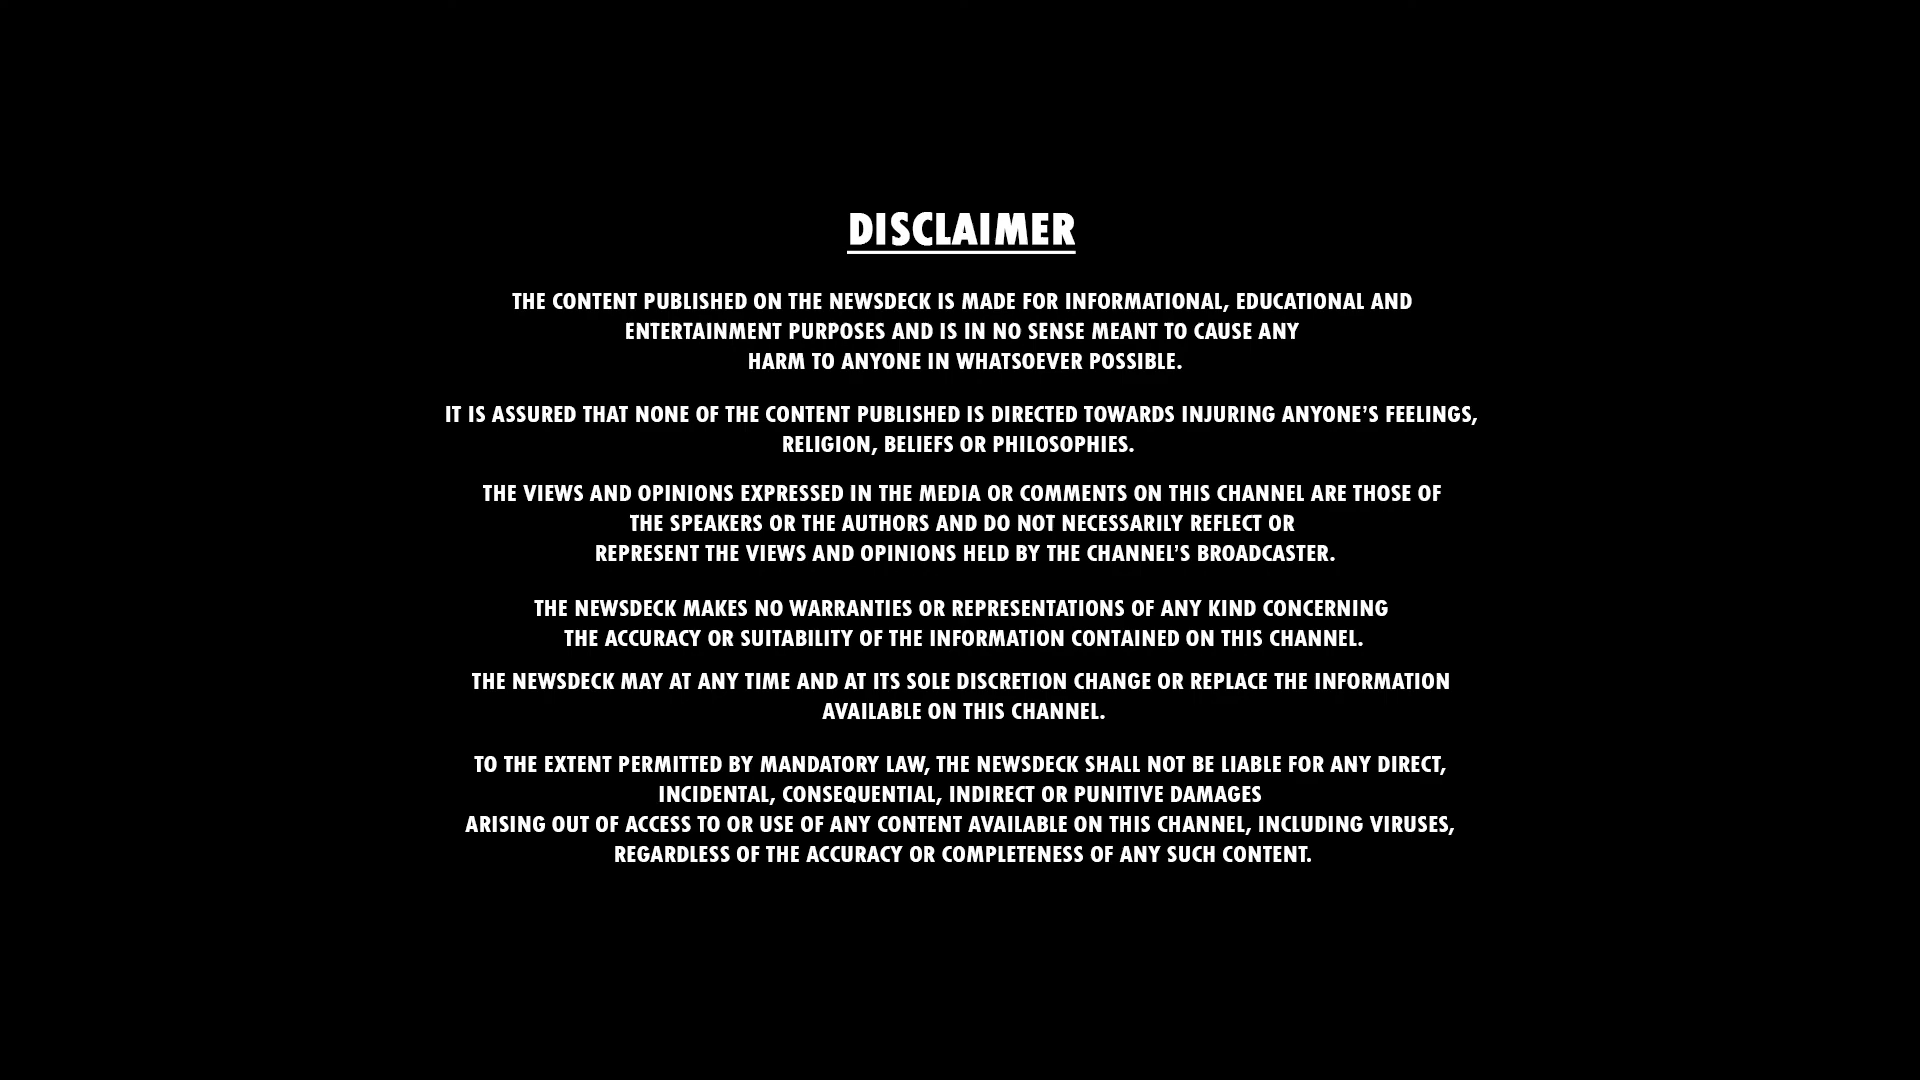 DISCLAIMER
THE CONTENT PUBLISHED ON THE NEWSDECK IS MADE FOR INFORMATIONAL, EDUCATIONAL AND
ENTERTAINMENT PURPOSES AND IS IN NO SENSE MEANT TO CAUSE ANY
HARM TO ANYONE IN WHATSOEVER POSSIBLE.
IT IS ASSURED THAT NONE OF THE CONTENT PUBLISHED IS DIRECTED TOWARDS INJURING ANYONE'S FEELINGS,
RELIGION, BELIEFS OR PHILOSOPHIES.
THE VIEWS AND OPINIONS EXPRESSED IN THE MEDIA OR COMMENTS ON THIS CHANNEL ARE THOSE OF
THE SPEAKERS OR THE AUTHORS AND DO NOT NECESSARILY REFLECT OR
REPRESENT THE VIEWS AND OPINIONS HELD BY THE CHANNEL'S BROADCASTER.
THE NEWSDECK MAKES NO WARRANTIES OR REPRESENTATIONS OF ANY KIND CONCERNING
THE ACCURACY OR SUITABILITY OF THE INFORMATION CONTAINED ON THIS CHANNEL.
THE NEWSDECK MAY AT ANY TIME AND AT ITS SOLE DISCRETION CHANGE OR REPLACE THE INFORMATION
AVAILABLE ON THIS CHANNEL.
TO THE EXTENT PERMITTED BY MANDATORY LAW, THE NEWSDECK SHALL NOT BE LIABLE FOR ANY DIRECT,
INCIDENTAL, CONSEQUENTIAL, INDIRECT OR PUNITIVE DAMAGES
ARISING OUT OF ACCESS TO OR USE OF ANY CONTENT AVAILABLE ON THIS CHANNEL, INCLUDING VIRUSES,
REGARDLESS OF THE ACCURACY OR COMPLETENESS OF ANY SUCH CONTENT.